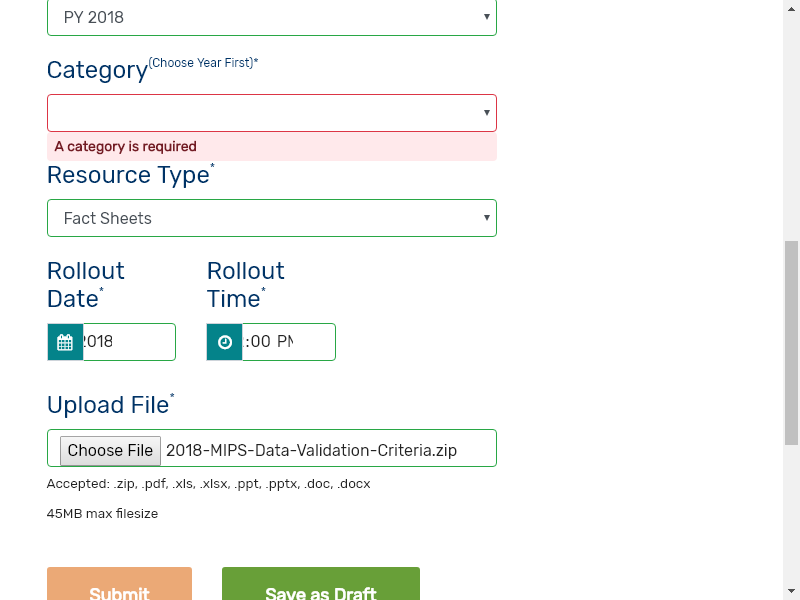 PY 2018
Category(Choose Year First)*
A category is required
Resource Type*
Fact Sheets
Rollout Date*
Rollout Time*
2018
:00 PM
Upload File*
Choose File 2018-MIPS-Data-Validation-Criteria.zip
Accepted: .zip, .pdf, .xls, .xlsx, .ppt, .pptx, .doc, .docx
45MB max filesize
Submit
Save as Draft